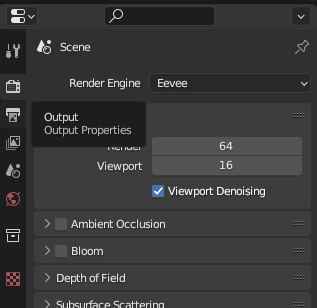 Scene
Render Engine
Eevee
Output
Output Properties
Render
64
Viewport
16
Viewport Denoising
Ambient Occlusion
Bloom
Depth of Field
Subsurface Scattering